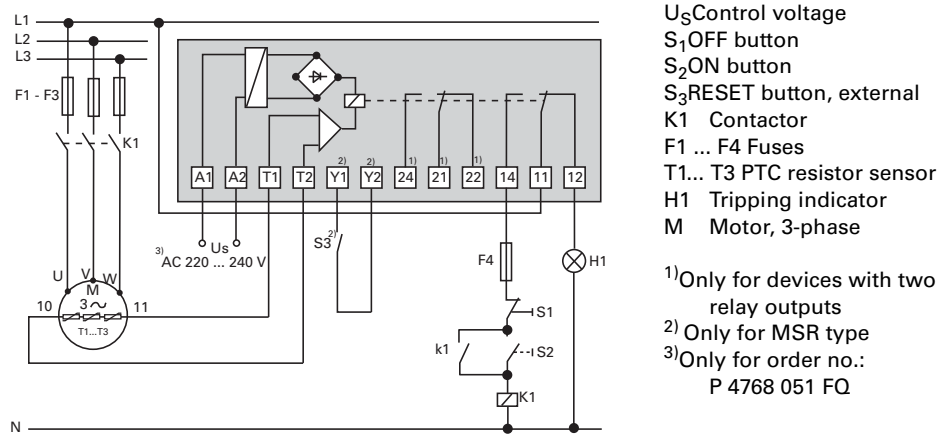 L1
L2
L3
F1 - F3
K1
A1 A2 T1 T2 Y1 2) Y2 2) 24 1) 21 1) 22 1) 14 11 12
3) AC 220 ... 240 V
Us
S3 2)
F4
H1
U V W
M
3 ~
10 11
T1...T3
S1
k1
S2
K1
N
USControl voltage
S1OFF button
S2ON button
S3RESET button, external
K1 Contactor
F1 ... F4 Fuses
T1... T3 PTC resistor sensor
H1 Tripping indicator
M Motor, 3-phase
1)Only for devices with two
relay outputs
2) Only for MSR type
3)Only for order no.:
P 4768 051 FQ